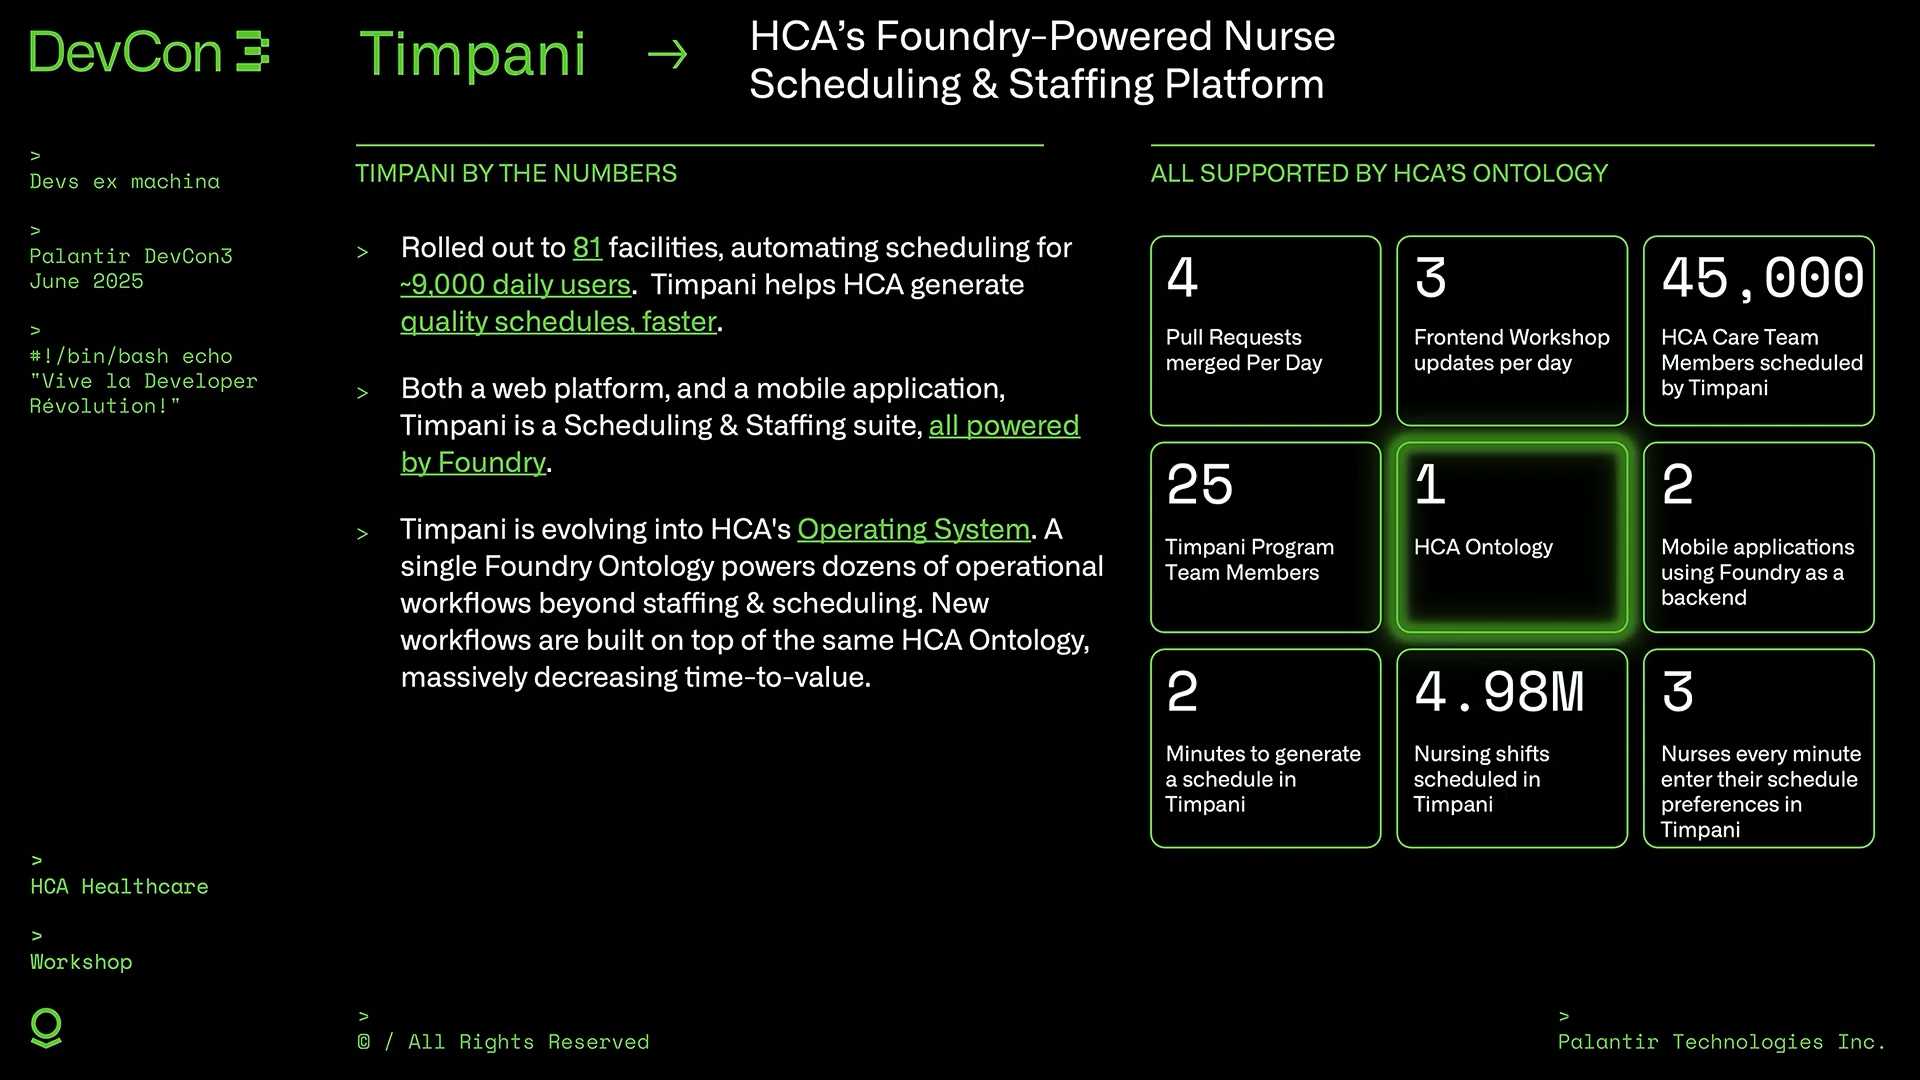 DevCon 3
Timpani →
HCA’s Foundry-Powered Nurse
Scheduling & Staffing Platform
>
Devs ex machina
>
Palantir DevCon3
June 2025
>
#!/bin/bash echo
"Vive la Developer
Révolution!"
>
HCA Healthcare
>
Workshop
TIMPANI BY THE NUMBERS
> Rolled out to 81 facilities, automating scheduling for
~9,000 daily users.  Timpani helps HCA generate
quality schedules, faster.
> Both a web platform, and a mobile application,
Timpani is a Scheduling & Staffing suite, all powered
by Foundry.
> Timpani is evolving into HCA's Operating System. A
single Foundry Ontology powers dozens of operational
workflows beyond staffing & scheduling. New
workflows are built on top of the same HCA Ontology,
massively decreasing time-to-value.
ALL SUPPORTED BY HCA’S ONTOLOGY
4
Pull Requests
merged Per Day
3
Frontend Workshop
updates per day
45,000
HCA Care Team
Members scheduled
by Timpani
25
Timpani Program
Team Members
1
HCA Ontology
2
Mobile applications
using Foundry as a
backend
2
Minutes to generate
a schedule in
Timpani
4.98M
Nursing shifts
scheduled in
Timpani
3
Nurses every minute
enter their schedule
preferences in
Timpani
>
© / All Rights Reserved
>
Palantir Technologies Inc.